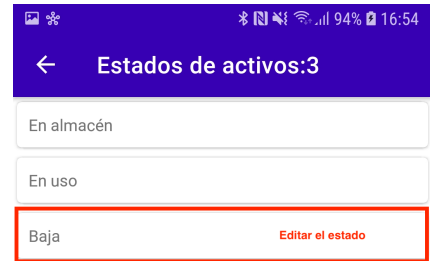 94% 16:54
Estados de activos:3
En almacén
En uso
Baja Editar el estado